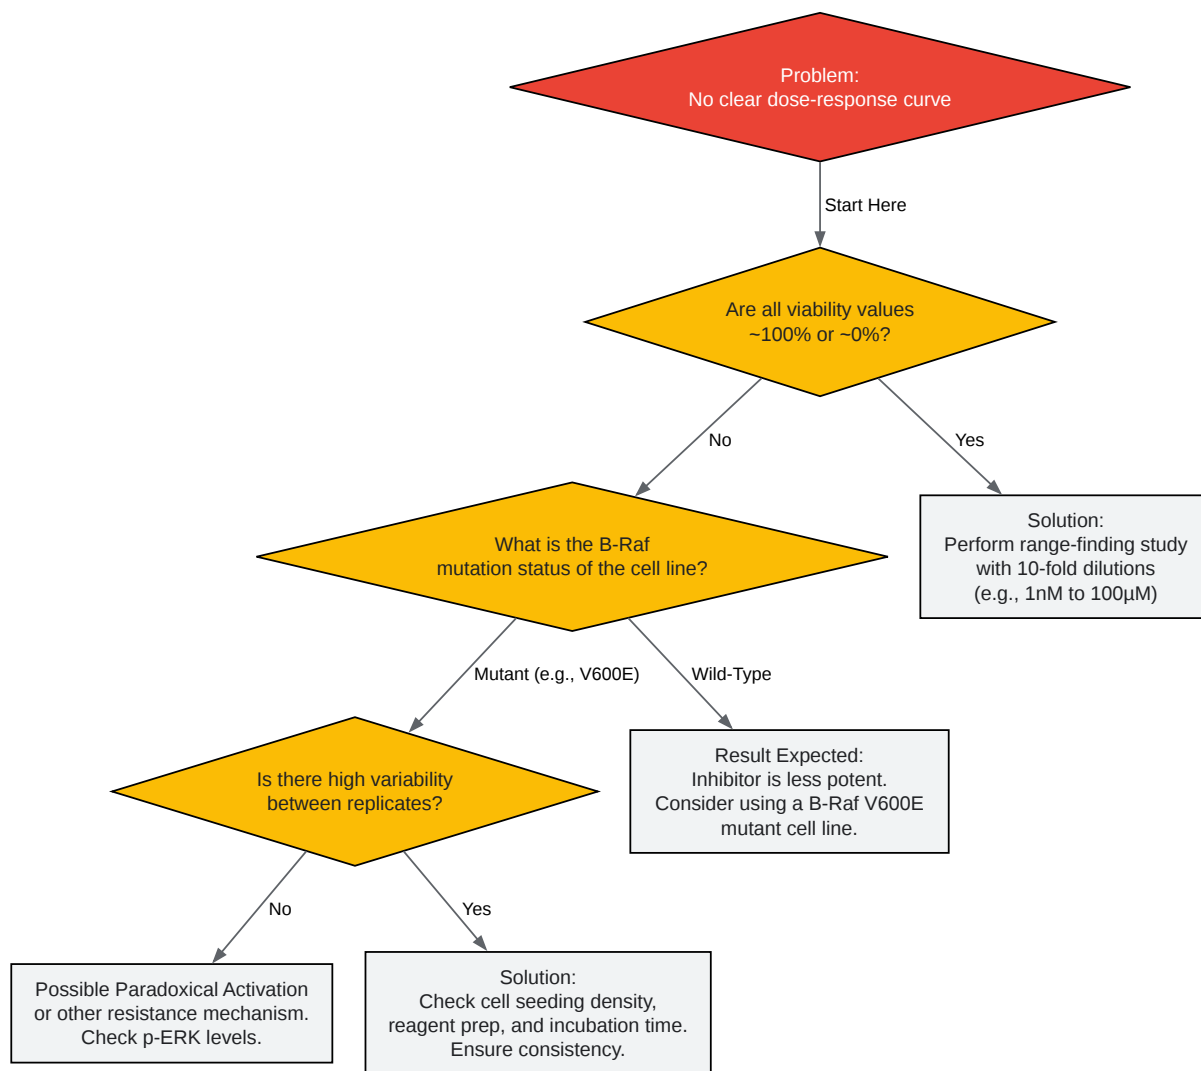 Problem:
No clear dose-response curve
Start Here
Are all viability values
~100% or ~0%?
No
Yes
What is the B-Raf
mutation status of the cell line?
Solution:
Perform range-finding study
with 10-fold dilutions
(e.g., 1nM to 100µM)
Mutant (e.g., V600E)
Wild-Type
Is there high variability
between replicates?
Result Expected:
Inhibitor is less potent.
Consider using a B-Raf V600E
mutant cell line.
No
Yes
Possible Paradoxical Activation
or other resistance mechanism.
Check p-ERK levels.
Solution:
Check cell seeding density,
reagent prep, and incubation time.
Ensure consistency.